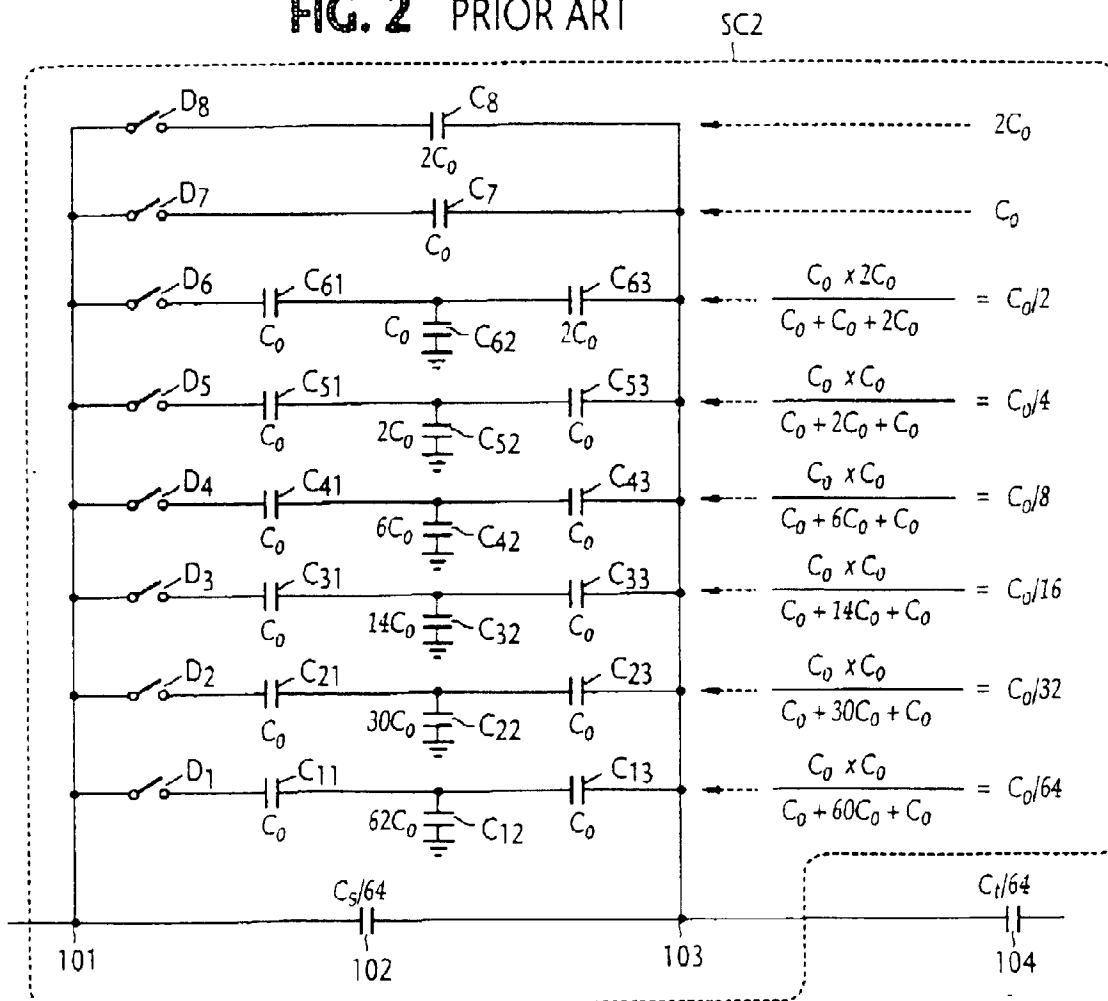 FIG. 2 PRIOR ART
SC2
D8 C8 2C0
2C0
D7 C7 C0
C0
D6 C61 C63 C0 x 2C0
C0 C0 C62 2C0 C0 + C0 + 2C0 = C0/2
D5 C51 C53 C0 x C0
C0 2C0 C52 C0 C0 + 2C0 + C0 = C0/4
D4 C41 C43 C0 x C0
C0 6C0 C42 C0 C0 + 6C0 + C0 = C0/8
D3 C31 C33 C0 x C0
C0 14C0 C32 C0 C0 + 14C0 + C0 = C0/16
D2 C21 C23 C0 x C0
C0 30C0 C22 C0 C0 + 30C0 + C0 = C0/32
D1 C11 C13 C0 x C0
C0 62C0 C12 C0 C0 + 60C0 + C0 = C0/64
Cs/64 Ct/64
101 102 103 104